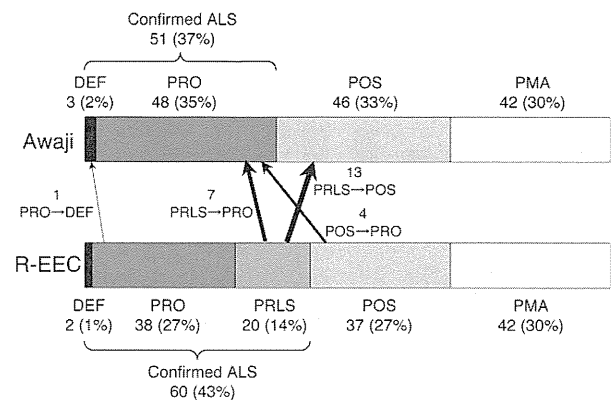 Confirmed ALS
51 (37%)
DEF PRO POS PMA
3 (2%) 48 (35%) 46 (33%) 42 (30%)
Awaji
1
PRO→DEF
7
PRLS→PRO
13
PRLS→POS
4
POS→PRO
R-EEC
DEF PRO PRLS POS PMA
2 (1%) 38 (27%) 20 (14%) 37 (27%) 42 (30%)
Confirmed ALS
60 (43%)